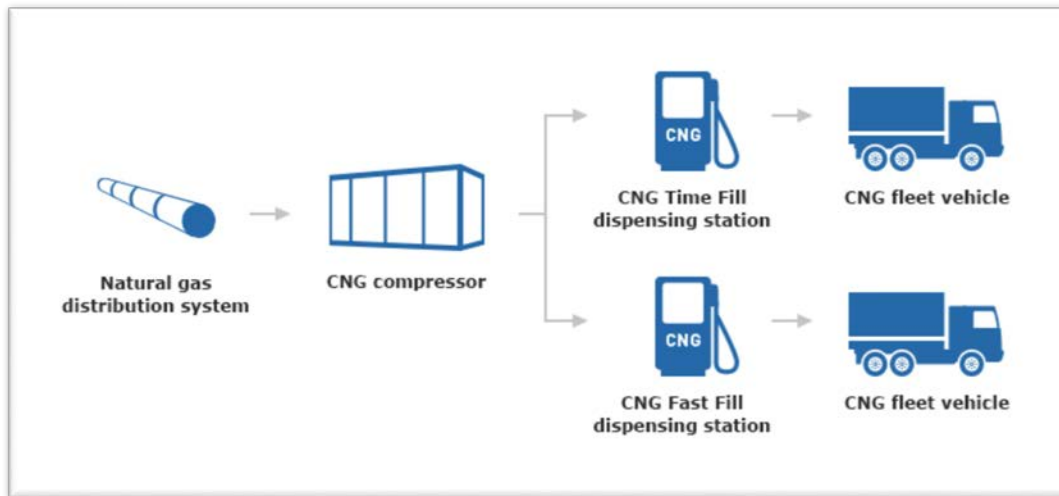 CNG
CNG Time Fill
dispensing station
CNG fleet vehicle
Natural gas
distribution system
CNG compressor
CNG
CNG Fast Fill
dispensing station
CNG fleet vehicle